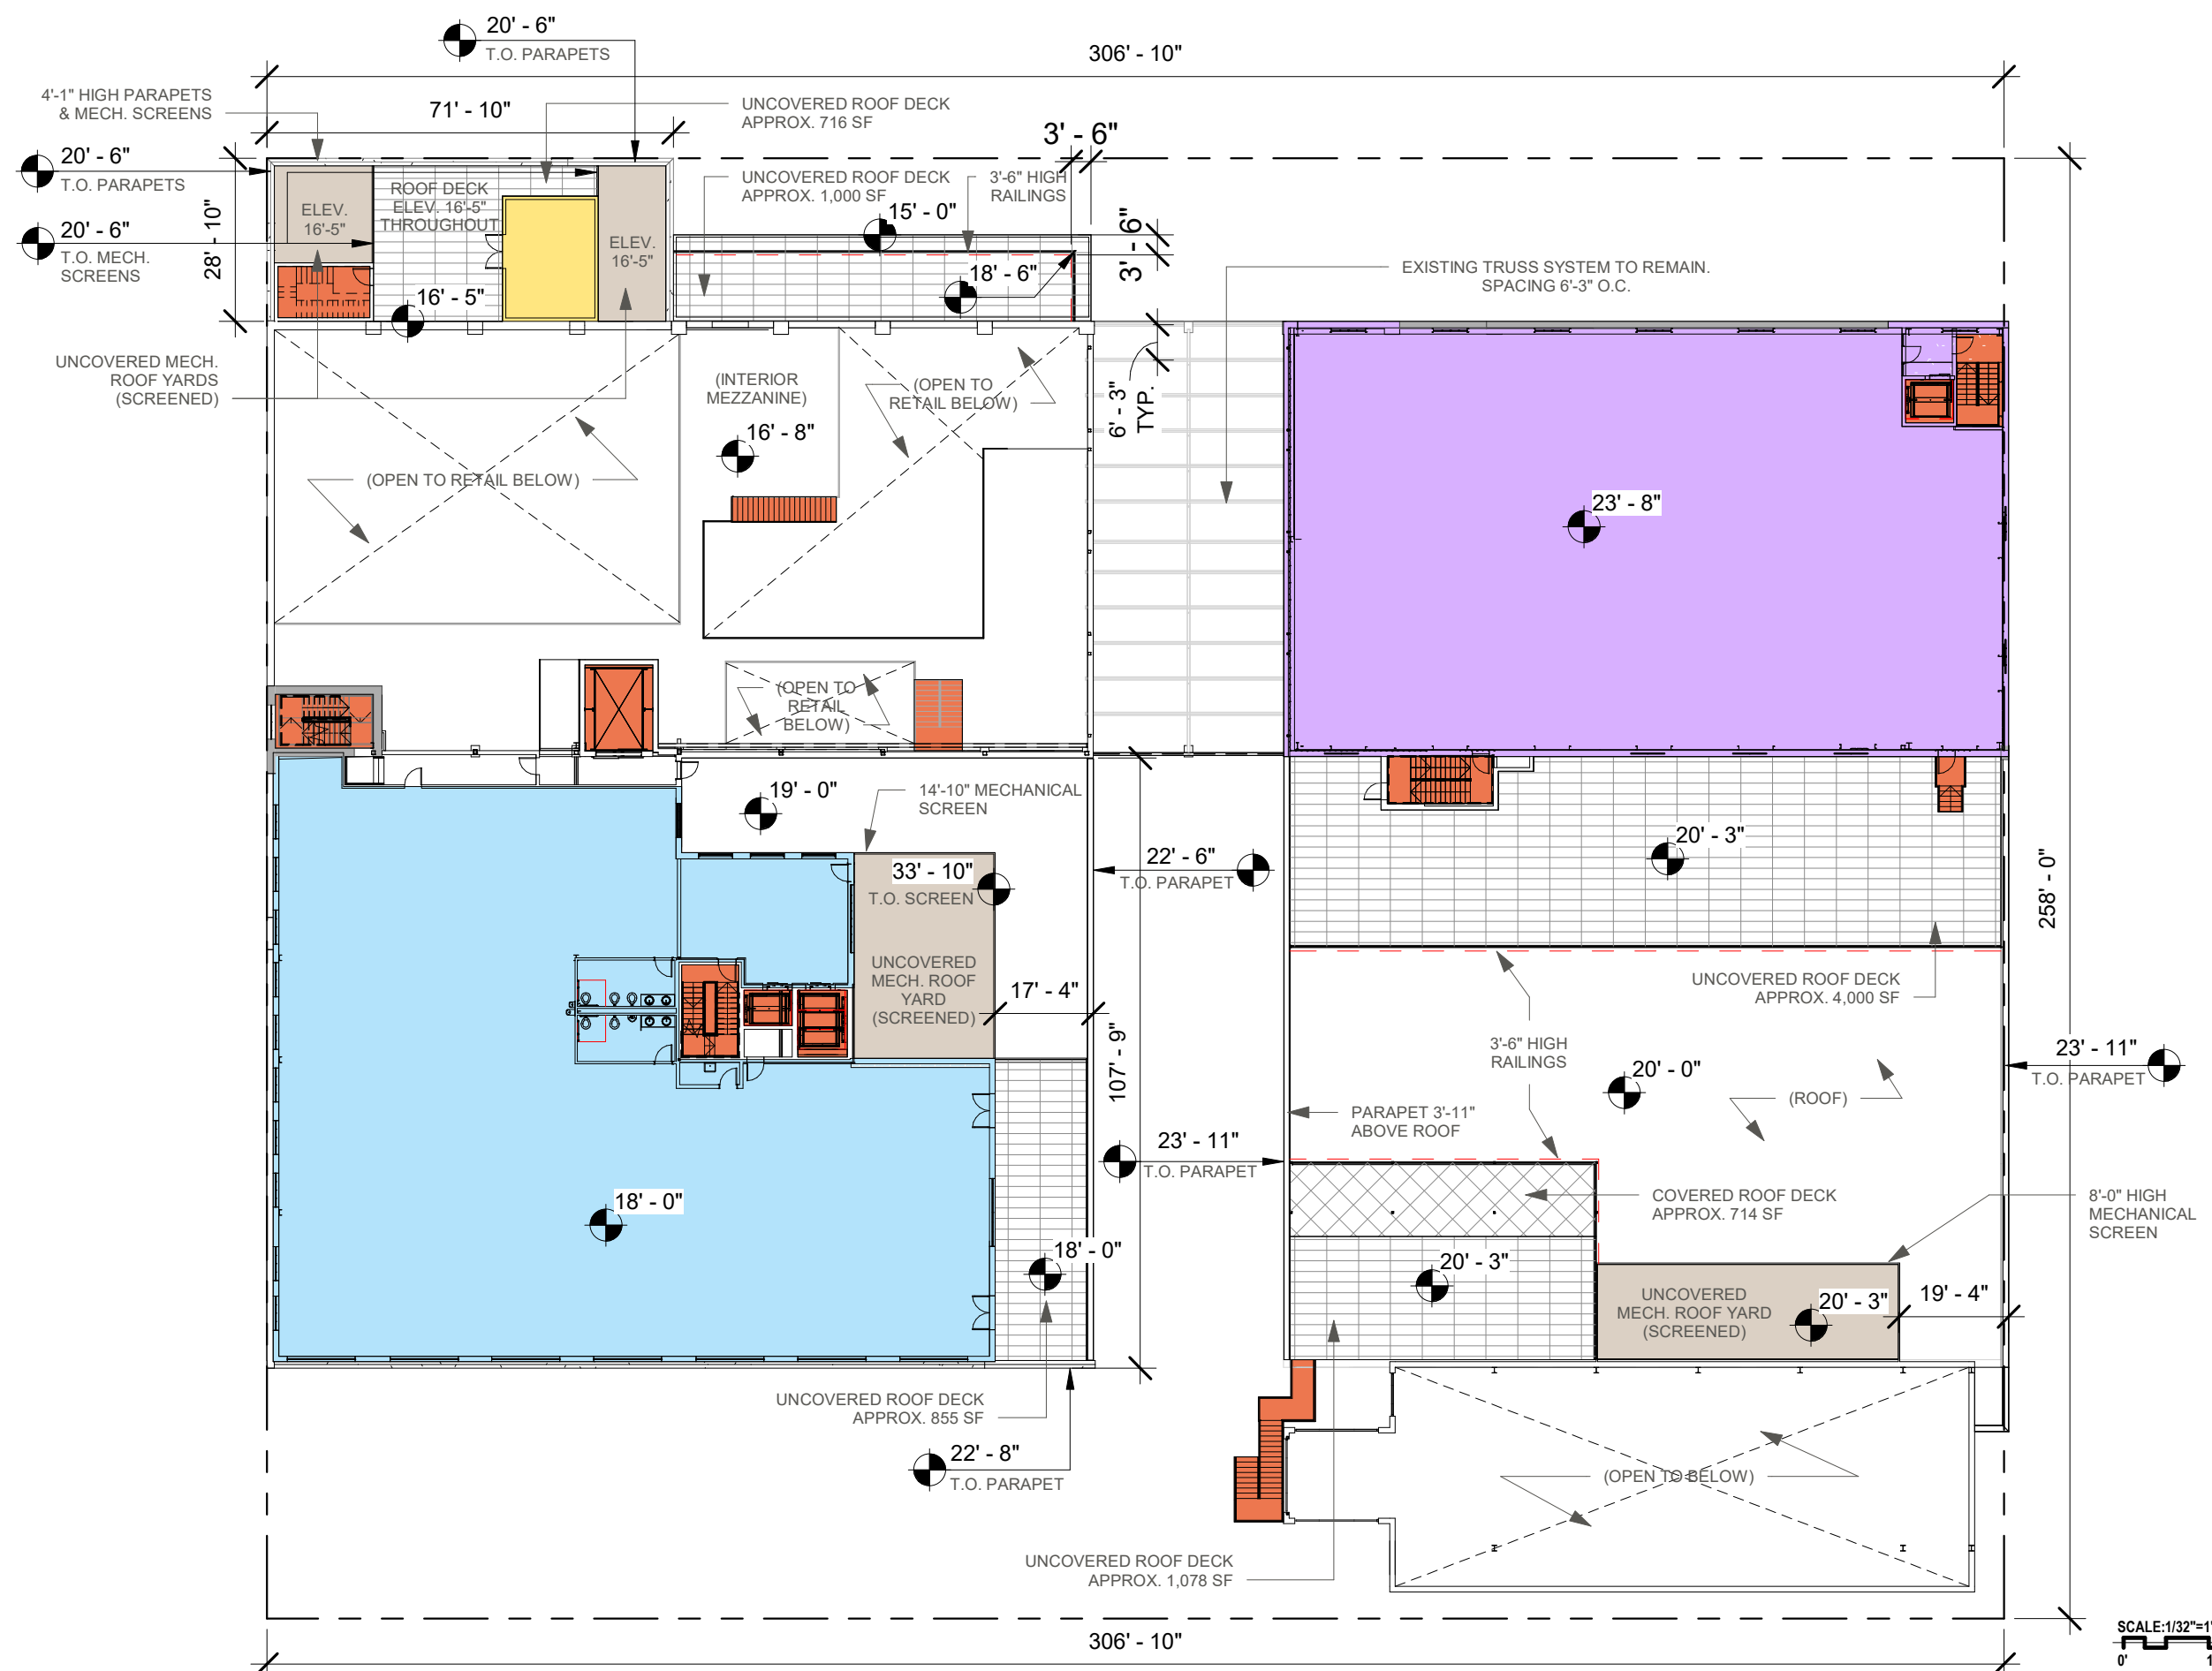 20' - 6"
T.O. PARAPETS
306' - 10"
4'-1" HIGH PARAPETS
& MECH. SCREENS
71' - 10"
UNCOVERED ROOF DECK
APPROX. 716 SF
3' - 6"
20' - 6"
T.O. PARAPETS
ROOF DECK
ELEV. 16'-5"
THROUGHOUT
UNCOVERED ROOF DECK
APPROX. 1,000 SF
3'-6" HIGH
RAILINGS
ELEV.
16'-5"
15' - 0"
20' - 6"
T.O. MECH.
SCREENS
28' - 10"
ELEV.
16'-5"
3' - 6"
18' - 6"
EXISTING TRUSS SYSTEM TO REMAIN.
SPACING 6'-3" O.C.
16' - 5"
UNCOVERED MECH.
ROOF YARDS
(SCREENED)
(INTERIOR
MEZZANINE)
(OPEN TO
RETAIL BELOW)
6' - 3"
TYP.
16' - 8"
(OPEN TO RETAIL BELOW)
23' - 8"
(OPEN TO
RETAIL
BELOW)
19' - 0"
14'-10" MECHANICAL
SCREEN
20' - 3"
22' - 6"
T.O. PARAPET
33' - 10"
T.O. SCREEN
258' - 0"
UNCOVERED
MECH. ROOF
YARD
(SCREENED)
17' - 4"
UNCOVERED ROOF DECK
APPROX. 4,000 SF
3'-6" HIGH
RAILINGS
107' - 9"
20' - 0"
23' - 11"
T.O. PARAPET
(ROOF)
PARAPET 3'-11"
ABOVE ROOF
23' - 11"
T.O. PARAPET
18' - 0"
COVERED ROOF DECK
APPROX. 714 SF
8'-0" HIGH
MECHANICAL
SCREEN
18' - 0"
20' - 3"
UNCOVERED
MECH. ROOF YARD
(SCREENED)
20' - 3"
19' - 4"
UNCOVERED ROOF DECK
APPROX. 855 SF
22' - 8"
T.O. PARAPET
(OPEN TO BELOW)
UNCOVERED ROOF DECK
APPROX. 1,078 SF
306' - 10"
SCALE:1/32"=1'
0'